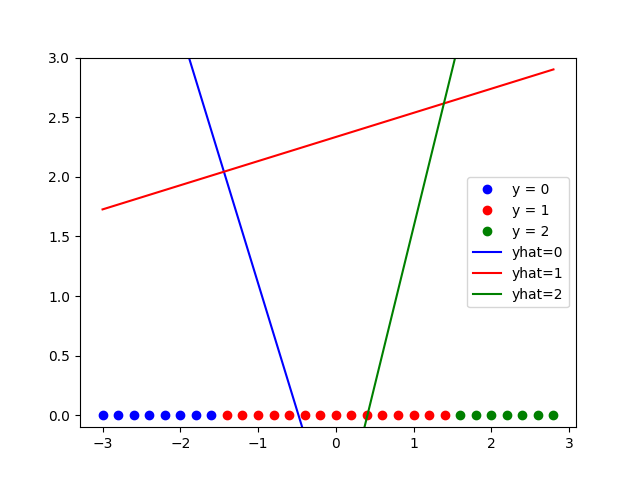 3.0
2.5
2.0
1.5
1.0
0.5
0.0
−3
−2
−1
0
1
2
3
y = 0
y = 1
y = 2
yhat=0
yhat=1
yhat=2